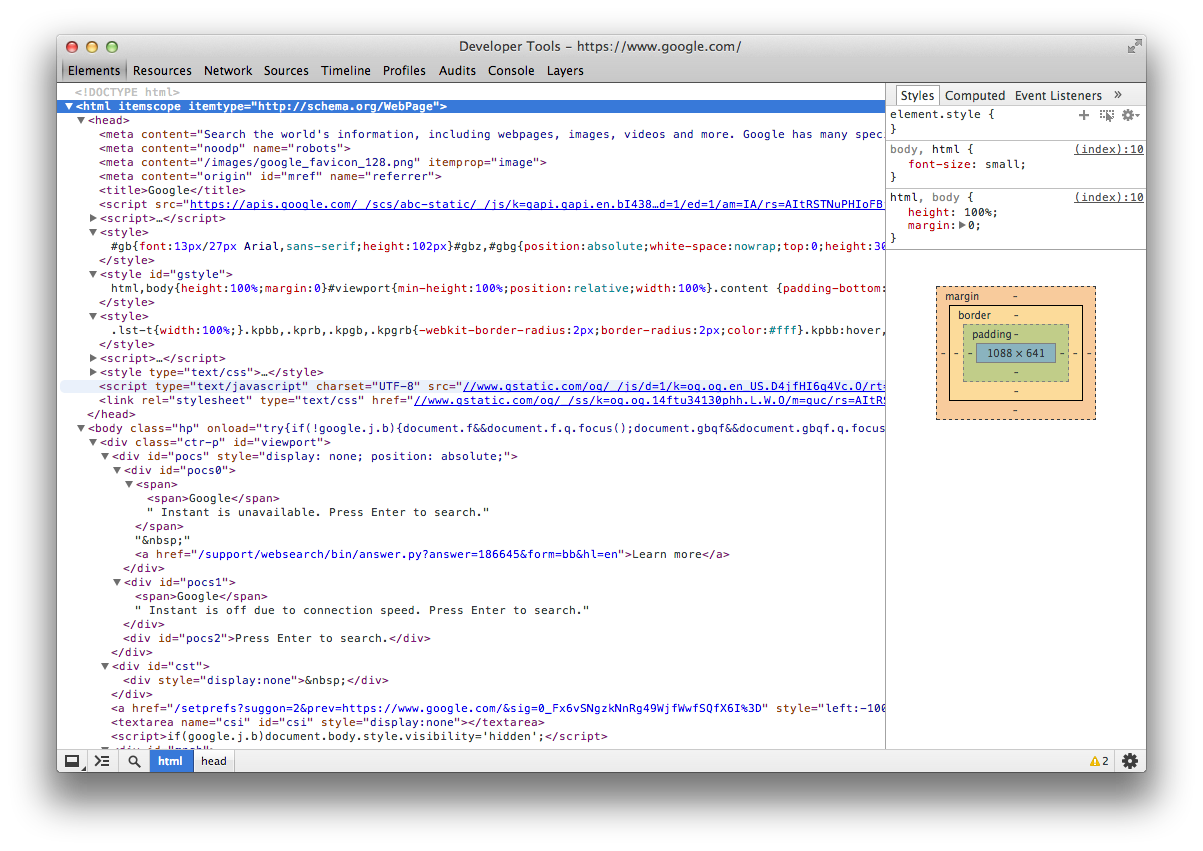 Developer Tools – https://www.google.com/
Elements Resources Network Sources Timeline Profiles Audits Console Layers
<!DOCTYPE html>
<html itemscope itemtype="http://schema.org/WebPage">
<head>
<meta content="Search the world's information, including webpages, images, videos and more. Google has many speci
<meta content="noodp" name="robots">
<meta content="/images/google_favicon_128.png" itemprop="image">
<meta content="origin" id="mref" name="referrer">
<title>Google</title>
<script src="https://apis.google.com/_/scs/abc-static/_/js/k=gapi.gapi.en.bI438…d=1/ed=1/am=IA/rs=AItRSTNuPHIoFB
<script>…</script>
<style>
#gb{font:13px/27px Arial,sans-serif;height:102px}#gbz,#gbg{position:absolute;white-space:nowrap;top:0;height:30
</style>
<style id="gstyle">
html,body{height:100%;margin:0}#viewport{min-height:100%;position:relative;width:100%}.content {padding-bottom:
</style>
<style>
.lst-t{width:100%;}.kpbb,.kprb,.kpgb,.kpgrb{-webkit-border-radius:2px;border-radius:2px;color:#fff}.kpbb:hover,
</style>
<script>…</script>
<style type="text/css">…</style>
<script type="text/javascript" charset="UTF-8" src="//www.gstatic.com/og/_/js/d=1/k=og.og.en_US.D4jfHI6q4Vc.O/rt=
<link rel="stylesheet" type="text/css" href="//www.gstatic.com/og/_/ss/k=og.og.14ftu34130phh.L.W.O/m=guc/rs=AItRS
</head>
<body class="hp" onload="try{if(!google.j.b){document.f&&document.f.q.focus();document.gbqf&&document.gbqf.q.focus
<div class="ctr-p" id="viewport">
<div id="pocs" style="display: none; position: absolute;">
<div id="pocs0">
<span>
<span>Google</span>
" Instant is unavailable. Press Enter to search."
</span>
"&nbsp;"
<a href="/support/websearch/bin/answer.py?answer=186645&form=bb&hl=en">Learn more</a>
</div>
<div id="pocs1">
<span>Google</span>
" Instant is off due to connection speed. Press Enter to search."
</div>
<div id="pocs2">Press Enter to search.</div>
</div>
<div id="cst">
<div style="display:none">&nbsp;</div>
</div>
<a href="/setprefs?suggon=2&prev=https://www.google.com/&sig=0_Fx6vSNgzkNnRg49WjfWwfSQfX6I%3D" style="left:-100
<textarea name="csi" id="csi" style="display:none"></textarea>
<script>if(google.j.b)document.body.style.visibility='hidden';</script>
html head
2
Styles Computed Event Listeners »
element.style {
}
body, html { (index):10
font-size: small;
}
html, body { (index):10
height: 100%;
margin: 0;
}
margin –
border –
padding –
– – – 1088 × 641 – – –
–
–
–